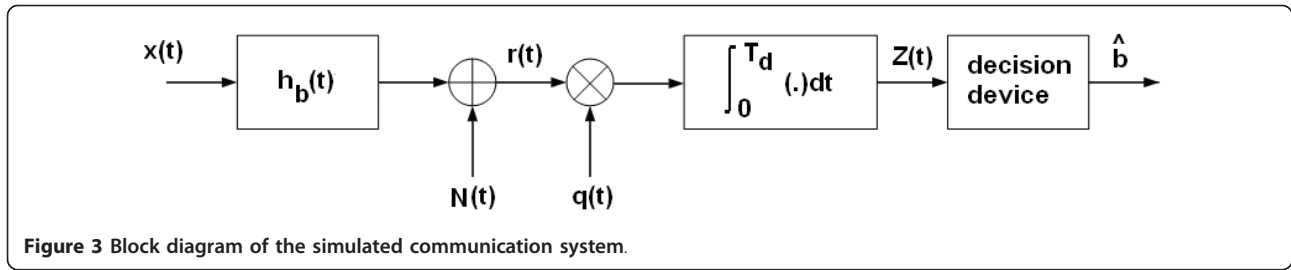 x(t)
h_b(t)
r(t)
N(t)
q(t)
∫_0^T_d (.)dt
Z(t)
decision
device
b̂
Figure 3 Block diagram of the simulated communication system.